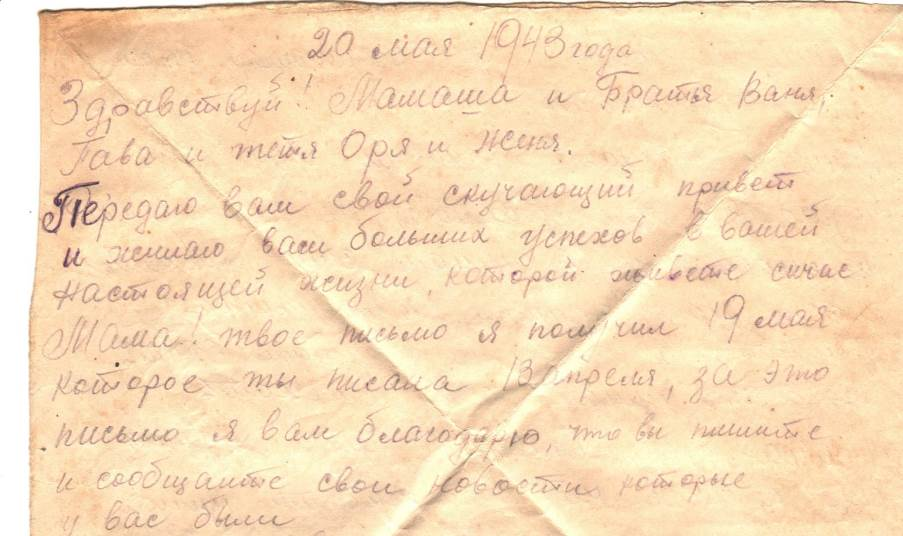 20 мая 1943 года
Здравствуй! Мамаша и Братья Ваня,
Гава и тётя Оря и Женя.
Передаю вам свой скучающий привет
и желаю вам больших успехов в вашей
настоящей жизни, которой живёте сичас
Мама! твое письмо я получил 19 мая
которое ты писала 13 апреля, за это
письмо я вам благодарю, что вы пишите
и сообщаите свои новости, которые
у вас были